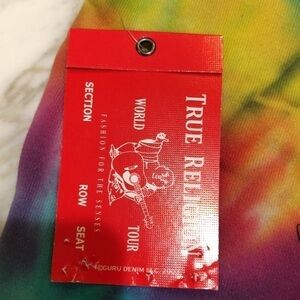 TRUE RELIGION
WORLD TOUR
FASHION FOR THE SENSES
SECTION ROW SEAT
GURU DENIM